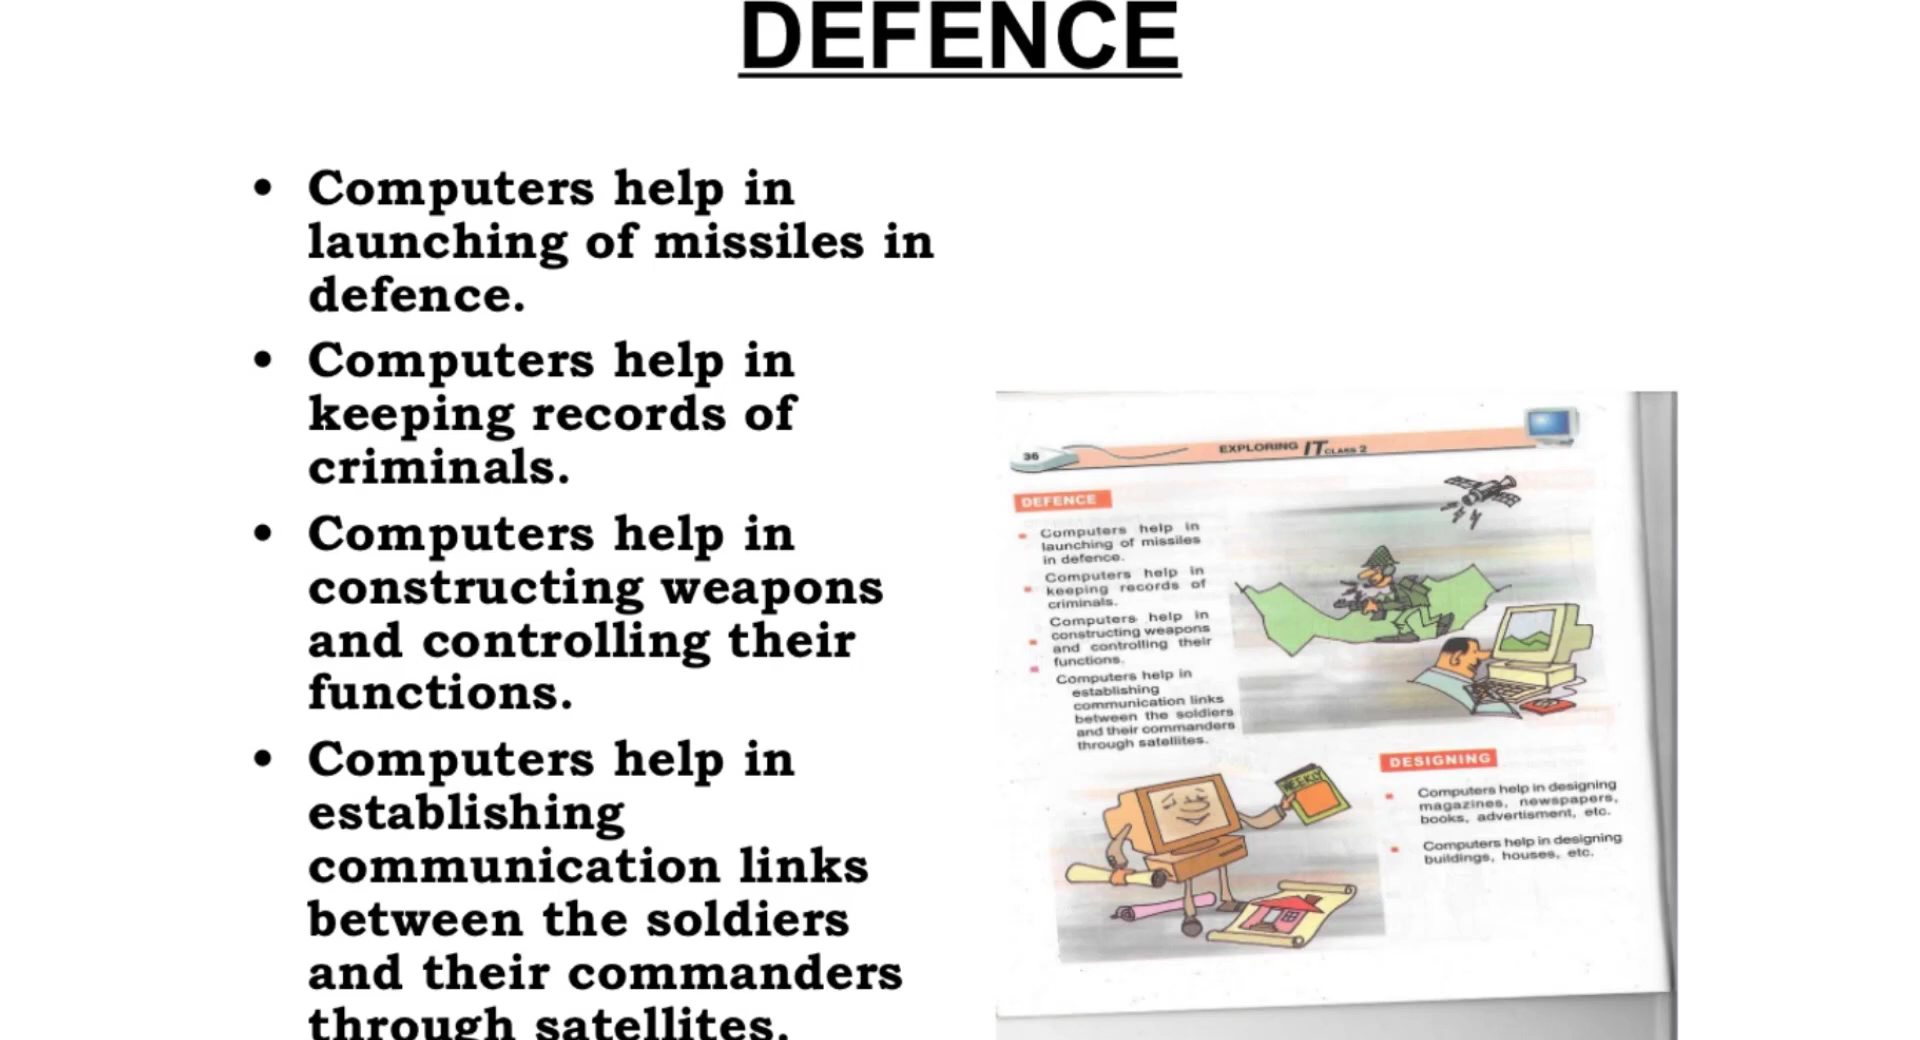 DEFENCE
• Computers help in
launching of missiles in
defence.
• Computers help in
keeping records of
criminals.
• Computers help in
constructing weapons
and controlling their
functions.
• Computers help in
establishing
communication links
between the soldiers
and their commanders
through satellites.
36
EXPLORING IT CLASS 2
DEFENCE
Computers help in
launching of missiles
in defence.
Computers help in
keeping records of
criminals.
Computers help in
constructing weapons
and controlling their
functions.
Computers help in
establishing
communication links
between the soldiers
and their commanders
through satellites.
WEEKLY
DESIGNING
Computers help in designing
magazines, newspapers,
books, advertisment, etc.
Computers help in designing
buildings, houses, etc.